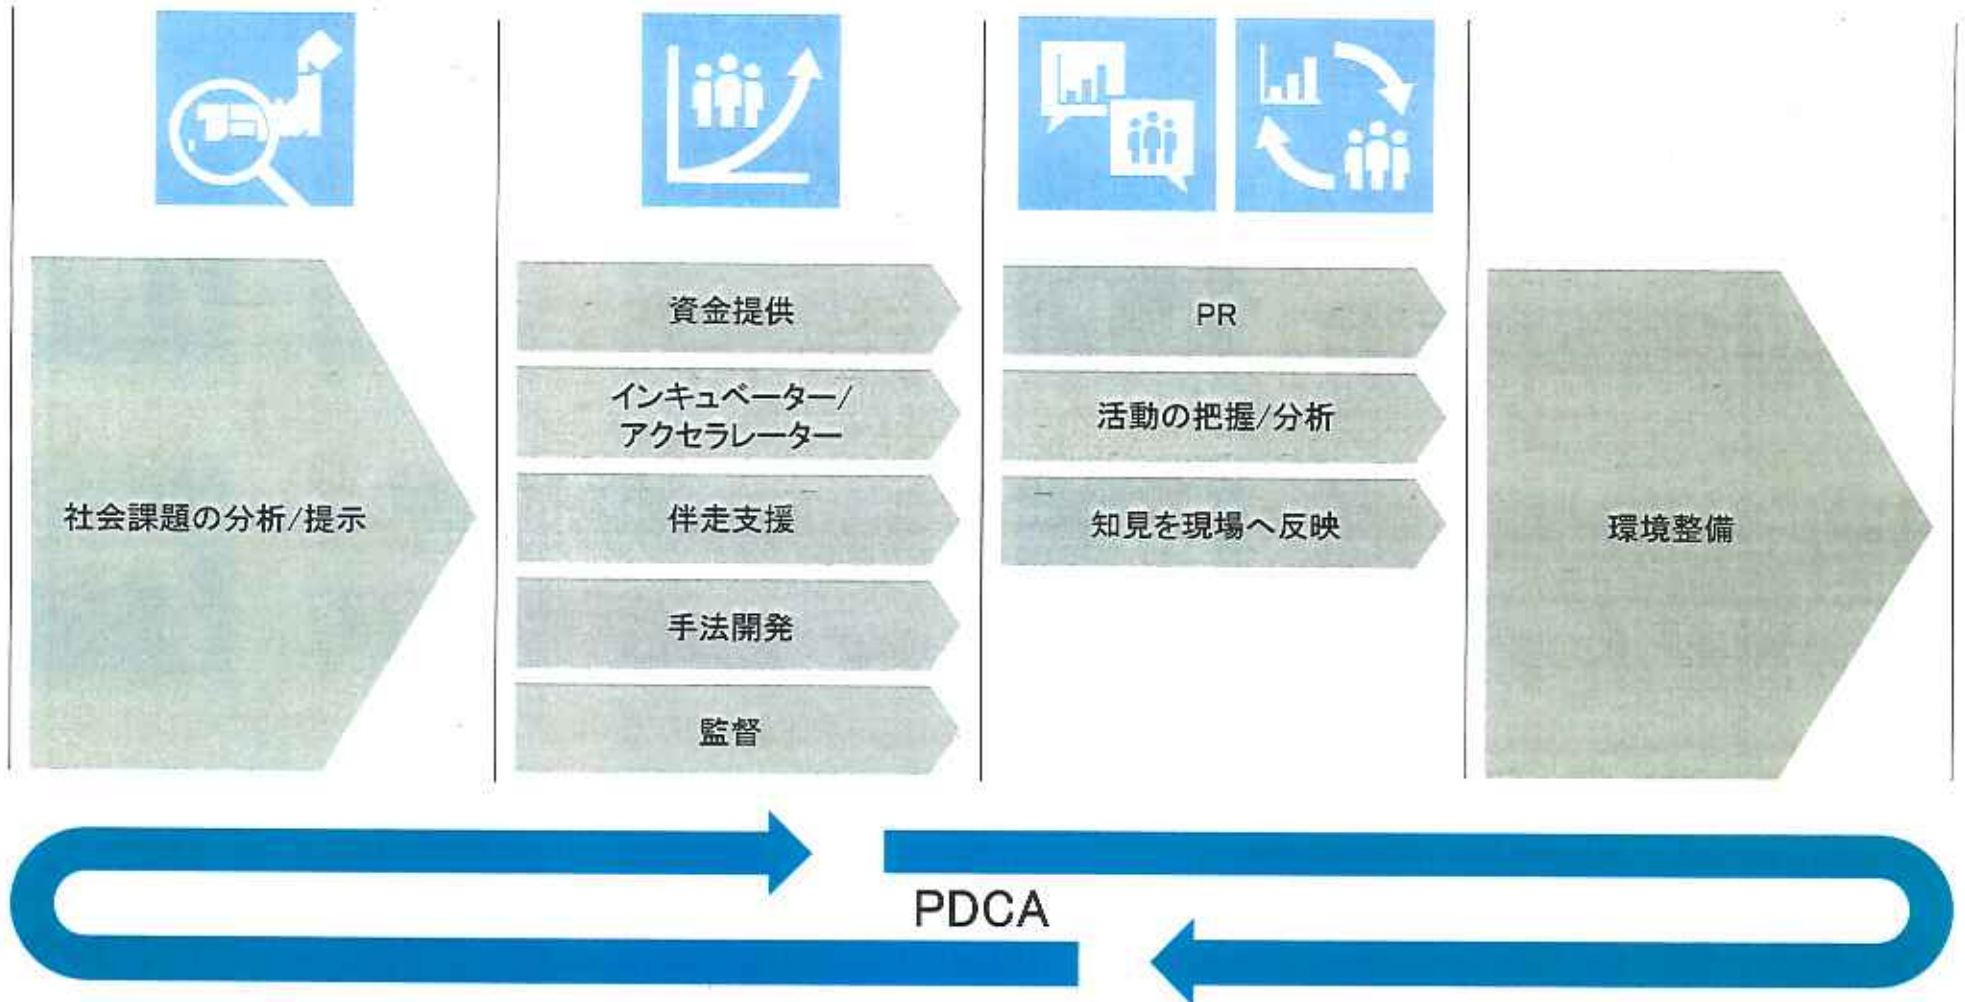 社会課題の分析/提示
資金提供
インキュベーター/
アクセラレーター
伴走支援
手法開発
監督
PR
活動の把握/分析
知見を現場へ反映
環境整備
PDCA